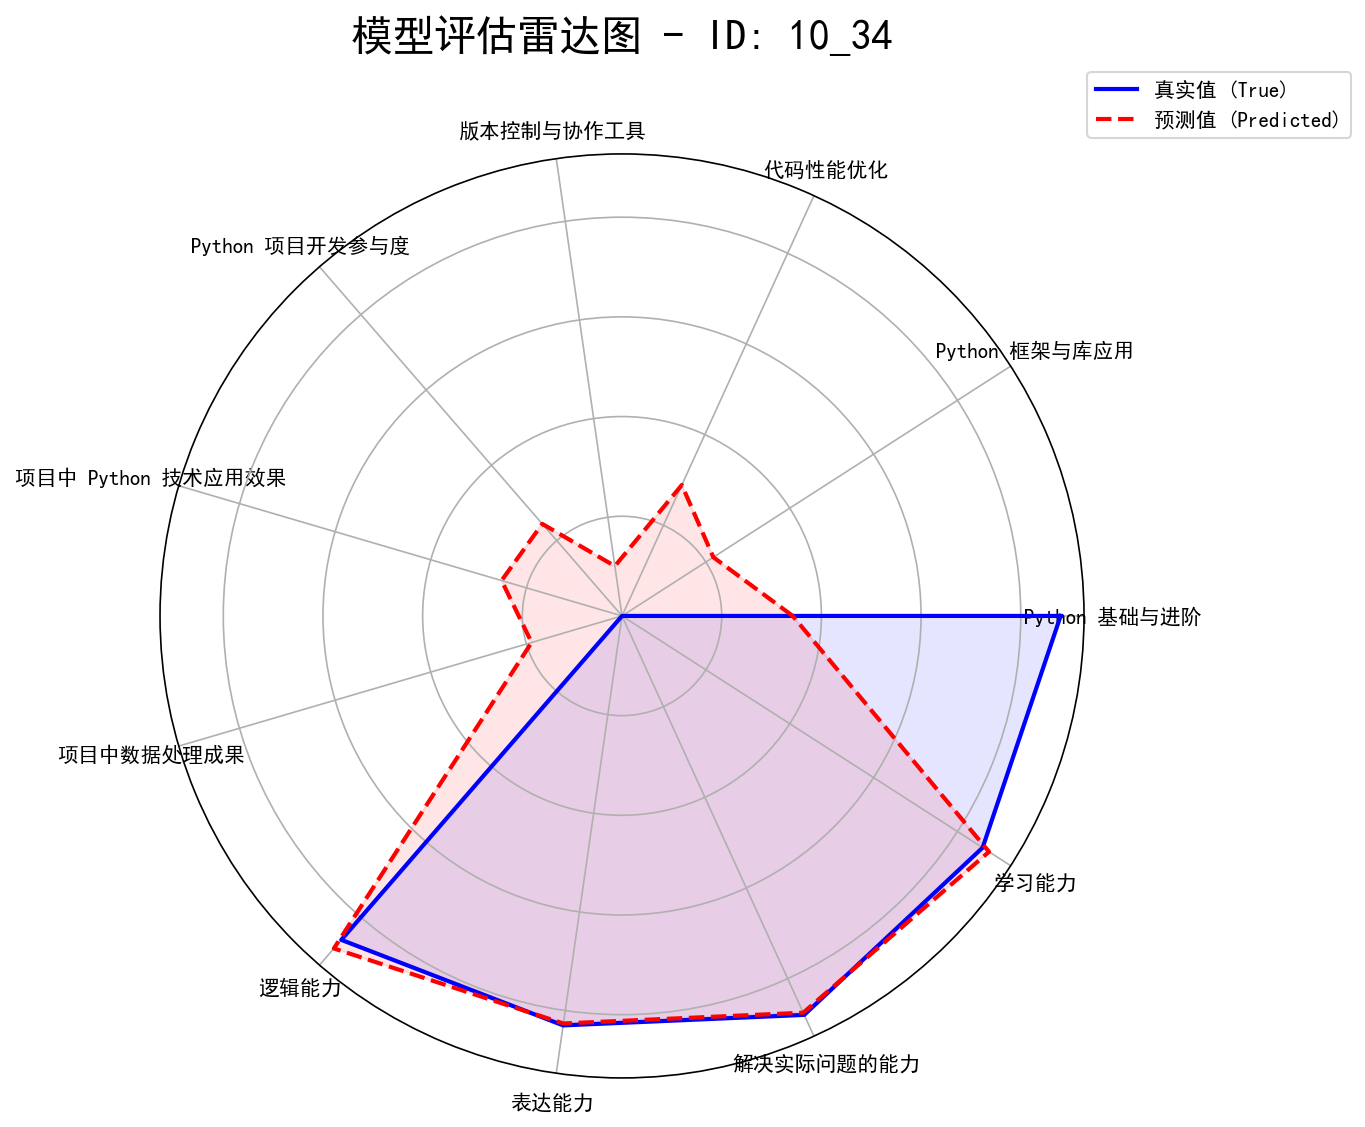 模型评估雷达图 - ID: 10_34
真实值 (True)
预测值 (Predicted)
版本控制与协作工具
代码性能优化
Python 项目开发参与度
Python 框架与库应用
项目中 Python 技术应用效果
Python 基础与进阶
项目中数据处理成果
学习能力
逻辑能力
解决实际问题的能力
表达能力